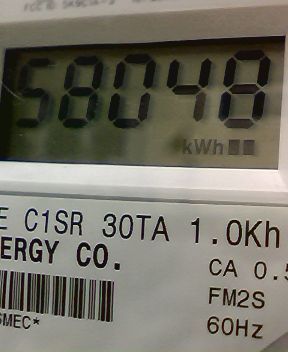 58048
kWh
E C1SR 30TA 1.0Kh
ERGY CO.
CA 0.5
FM2S
SMEC*
60Hz